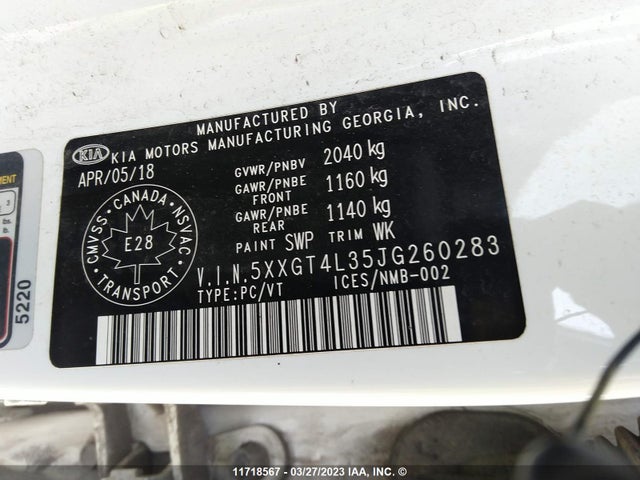 MANUFACTURED BY
KIA KIA MOTORS MANUFACTURING GEORGIA, INC.
APR/05/18
GVWR/PNBV 2040 kg
GAWR/PNBE FRONT 1160 kg
GAWR/PNBE REAR 1140 kg
PAINT SWP TRIM WK
CMVSS · CANADA · NSVAC
E28
TRANSPORT
V.I.N.5XXGT4L35JG260283
TYPE:PC/VT ICES/NMB-002
MENT
3
5220
11718567 — 03/27/2023 IAA, Inc. ©